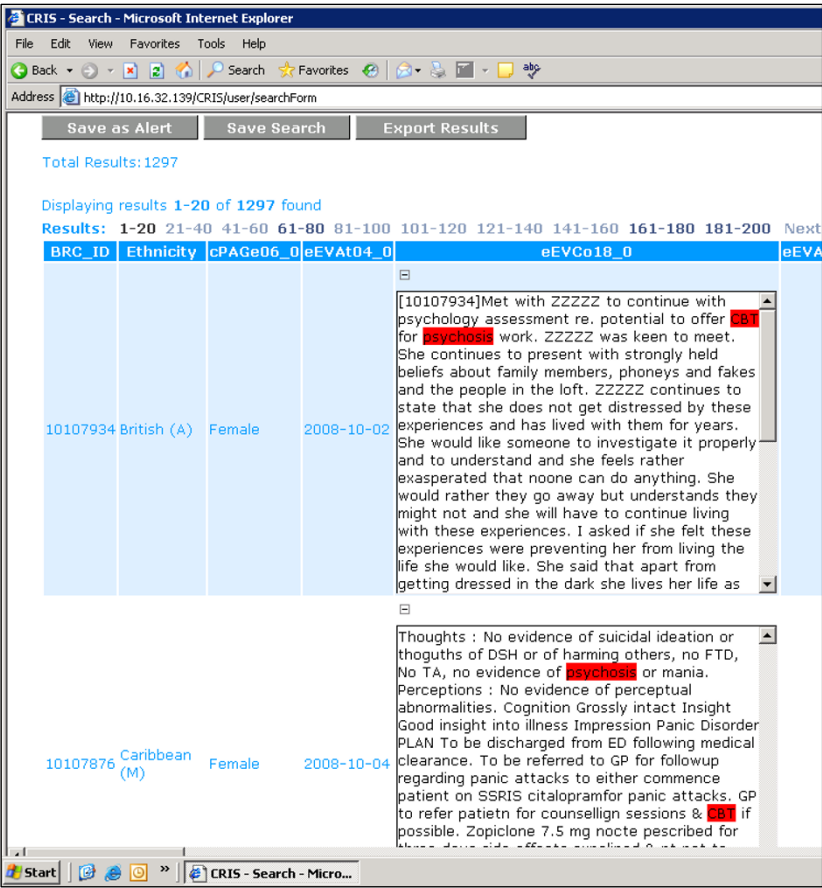 CRIS - Search - Microsoft Internet Explorer
File Edit View Favorites Tools Help
Back Search Favorites
Address http://10.16.32.139/CRIS/user/searchForm
Save as Alert Save Search Export Results
Total Results:1297
Displaying results 1-20 of 1297 found
Results: 1-20 21-40 41-60 61-80 81-100 101-120 121-140 141-160 161-180 181-200 Next
BRC_ID Ethnicity cPAGe06_0 eEVAt04_0 eEVCo18_0 eEVA
10107934 British (A) Female 2008-10-02
[10107934]Met with ZZZZZ to continue with
psychology assessment re. potential to offer CBT
for psychosis work. ZZZZZ was keen to meet.
She continues to present with strongly held
beliefs about family members, phoneys and fakes
and the people in the loft. ZZZZZ continues to
state that she does not get distressed by these
experiences and has lived with them for years.
She would like someone to investigate it properly
and to understand and she feels rather
exasperated that noone can do anything. She
would rather they go away but understands they
might not and she will have to continue living
with these experiences. I asked if she felt these
experiences were preventing her from living the
life she would like. She said that apart from
getting dressed in the dark she lives her life as
10107876 Caribbean (M) Female 2008-10-04
Thoughts : No evidence of suicidal ideation or
thoguths of DSH or of harming others, no FTD,
No TA, no evidence of psychosis or mania.
Perceptions : No evidence of perceptual
abnormalities. Cognition Grossly intact Insight
Good insight into illness Impression Panic Disorder
PLAN To be discharged from ED following medical
clearance. To be referred to GP for followup
regarding panic attacks to either commence
patient on SSRIS citalopramfor panic attacks. GP
to refer patietn for counsellign sessions & CBT if
possible. Zopiclone 7.5 mg nocte pescribed for
Start » CRIS - Search - Micro...